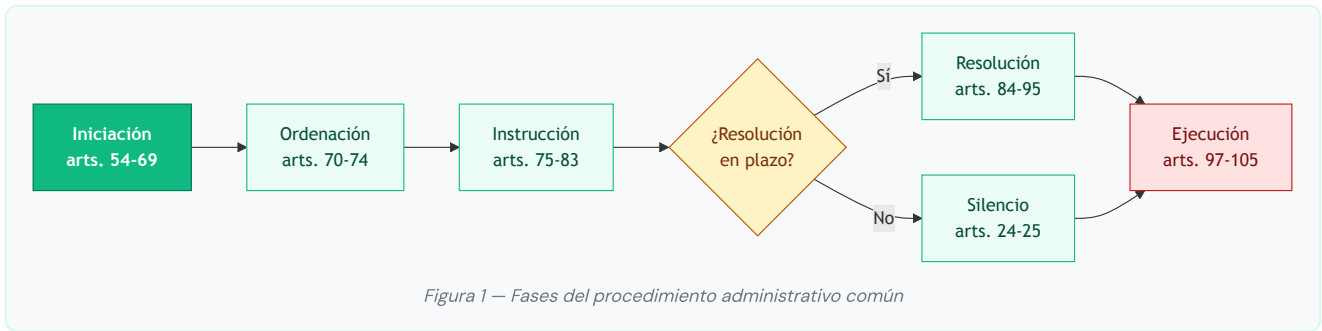 Iniciación
arts. 54-69
Ordenación
arts. 70-74
Instrucción
arts. 75-83
¿Resolución
en plazo?
Sí
Resolución
arts. 84-95
No
Silencio
arts. 24-25
Ejecución
arts. 97-105
Figura 1 — Fases del procedimiento administrativo común